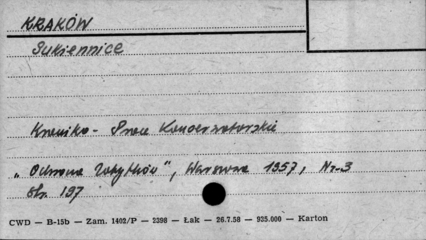 KRAKÓW
Sukiennice
Kronika - Prace Konserwatorskie
„Ochrona Zabytków", Warszawa 1957, Nr-3
str. 197
CWD — B-15b — Zam. 1402/P — 2398 — Łak — 26.7.58 — 935.000 — Karton